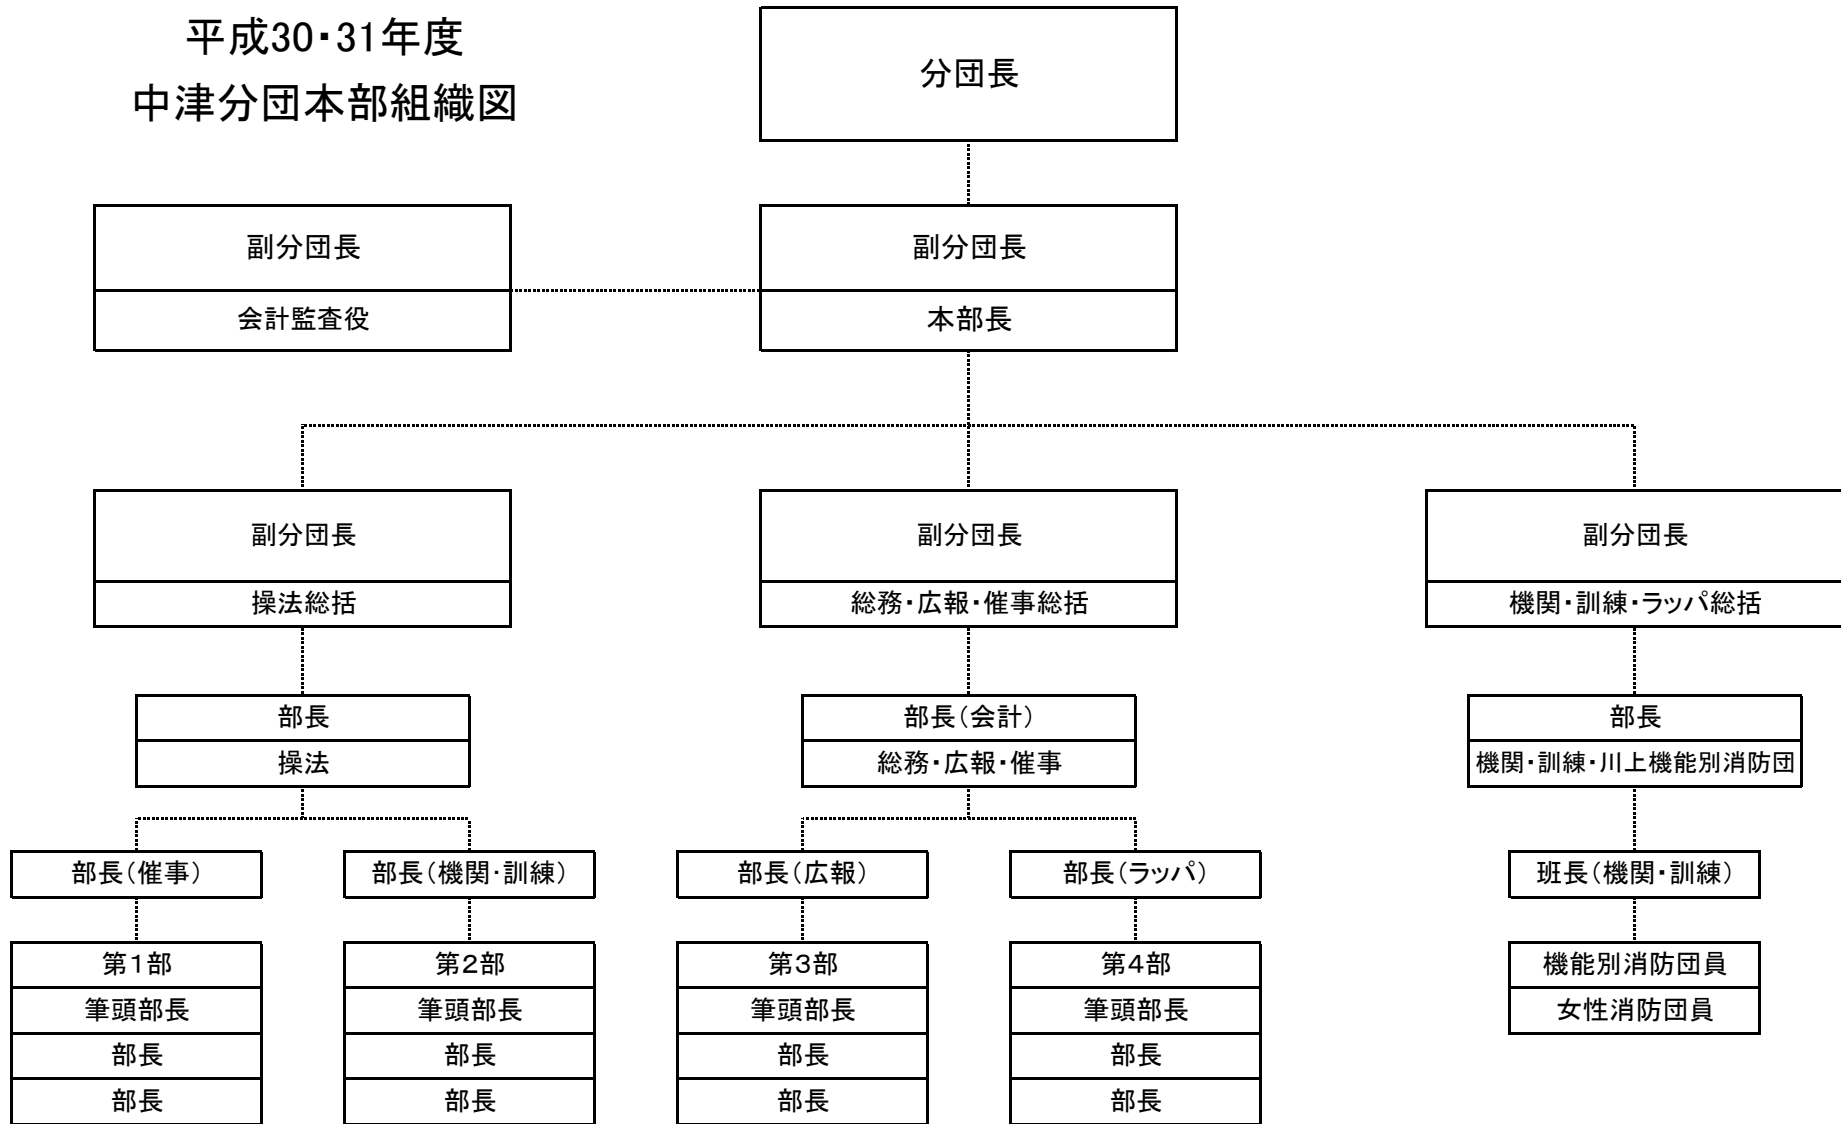 平成30･31年度
中津分団本部組織図
分団長
副分団長
会計監査役
副分団長
本部長
副分団長
操法総括
副分団長
総務･広報･催事総括
副分団長
機関･訓練･ラッパ総括
部長
操法
部長(会計)
総務･広報･催事
部長
機関･訓練･川上機能別消防団
部長(催事)
部長(機関･訓練)
部長(広報)
部長(ラッパ)
班長(機関･訓練)
第1部
筆頭部長
部長
部長
第2部
筆頭部長
部長
部長
第3部
筆頭部長
部長
部長
第4部
筆頭部長
部長
部長
機能別消防団員
女性消防団員